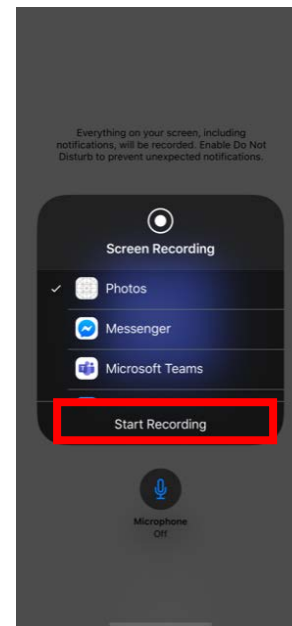 Everything on your screen, including
notifications, will be recorded. Enable Do Not
Disturb to prevent unexpected notifications.
Screen Recording
Photos
Messenger
Microsoft Teams
Start Recording
Microphone
Off